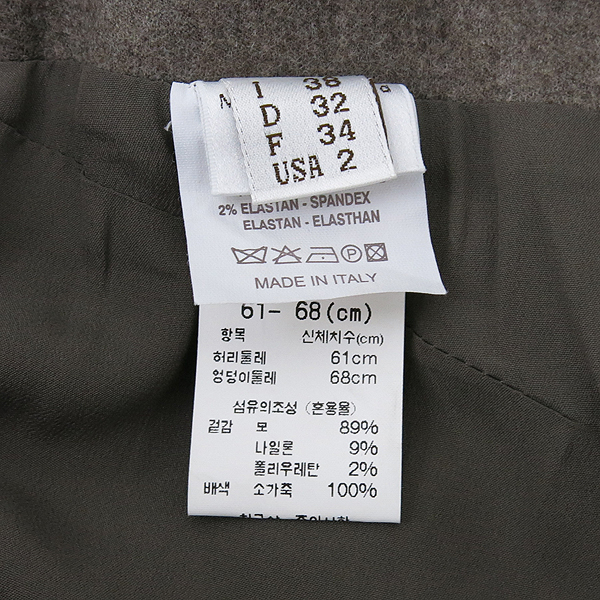 I 38
D 32
F 34
USA 2
2% ELASTAN - SPANDEX
ELASTAN - ELASTHAN
MADE IN ITALY
61- 68(cm)
항목 신체치수(cm)
허리둘레 61cm
엉덩이둘레 68cm
섬유의조성 (혼용율)
겉감 모 89%
나일론 9%
폴리우레탄 2%
배색 소가죽 100%